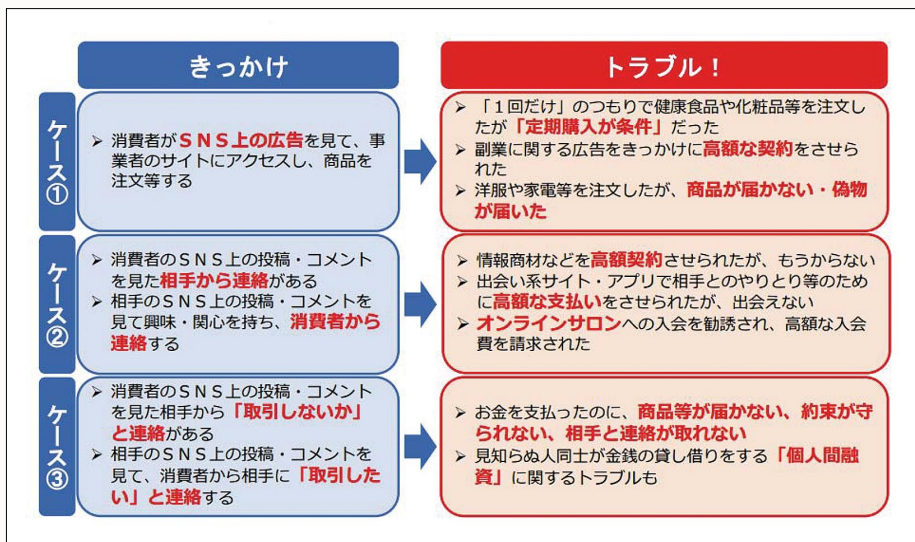 きっかけ
トラブル！
ケース①
➢ 消費者がＳＮＳ上の広告を見て、事
業者のサイトにアクセスし、商品を
注文等する
➢ 「１回だけ」のつもりで健康食品や化粧品等を注文し
たが「定期購入が条件」だった
➢ 副業に関する広告をきっかけに高額な契約をさせら
れた
➢ 洋服や家電等を注文したが、商品が届かない・偽物
が届いた
ケース②
➢ 消費者のＳＮＳ上の投稿・コメント
を見た相手から連絡がある
➢ 相手のＳＮＳ上の投稿・コメントを
見て興味・関心を持ち、消費者から
連絡する
➢ 情報商材などを高額契約させられたが、もうからない
➢ 出会い系サイト・アプリで相手とのやりとり等のため
に高額な支払いをさせられたが、出会えない
➢ オンラインサロンへの入会を勧誘され、高額な入会
費を請求された
ケース③
➢ 消費者のＳＮＳ上の投稿・コメント
を見た相手から「取引しないか」
と連絡がある
➢ 相手のＳＮＳ上の投稿・コメントを
見て、消費者から相手に「取引した
い」と連絡する
➢ お金を支払ったのに、商品等が届かない、約束が守
られない、相手と連絡が取れない
➢ 見知らぬ人同士が金銭の貸し借りをする「個人間融
資」に関するトラブルも